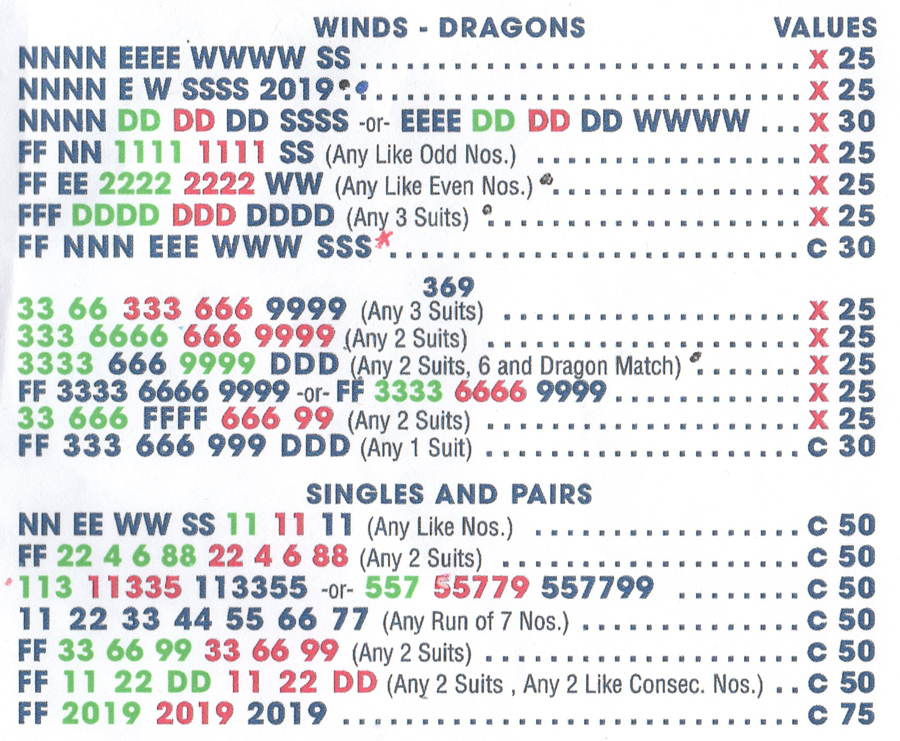 WINDS - DRAGONS VALUES
NNNN EEEE WWWW SS ... X 25
NNNN E W SSSS 2019 ... X 25
NNNN DD DD DD SSSS -or- EEEE DD DD DD WWWW ... X 30
FF NN 1111 1111 SS (Any Like Odd Nos.) ... X 25
FF EE 2222 2222 WW (Any Like Even Nos.) ... X 25
FFF DDDD DDD DDDD (Any 3 Suits) ... X 25
FF NNN EEE WWW SSS* ... C 30
369
33 66 333 666 9999 (Any 3 Suits) ... X 25
333 6666 666 9999 (Any 2 Suits) ... X 25
3333 666 9999 DDD (Any 2 Suits, 6 and Dragon Match) ... X 25
FF 3333 6666 9999 -or- FF 3333 6666 9999 ... X 25
33 666 FFFF 666 99 (Any 2 Suits) ... X 25
FF 333 666 999 DDD (Any 1 Suit) ... C 30
SINGLES AND PAIRS
NN EE WW SS 11 11 11 (Any Like Nos.) ... C 50
FF 22 4 6 88 22 4 6 88 (Any 2 Suits) ... C 50
113 11335 113355 -or- 557 55779 557799 ... C 50
11 22 33 44 55 66 77 (Any Run of 7 Nos.) ... C 50
FF 33 66 99 33 66 99 (Any 2 Suits) ... C 50
FF 11 22 DD 11 22 DD (Any 2 Suits , Any 2 Like Consec. Nos.) .. C 50
FF 2019 2019 2019 ... C 75